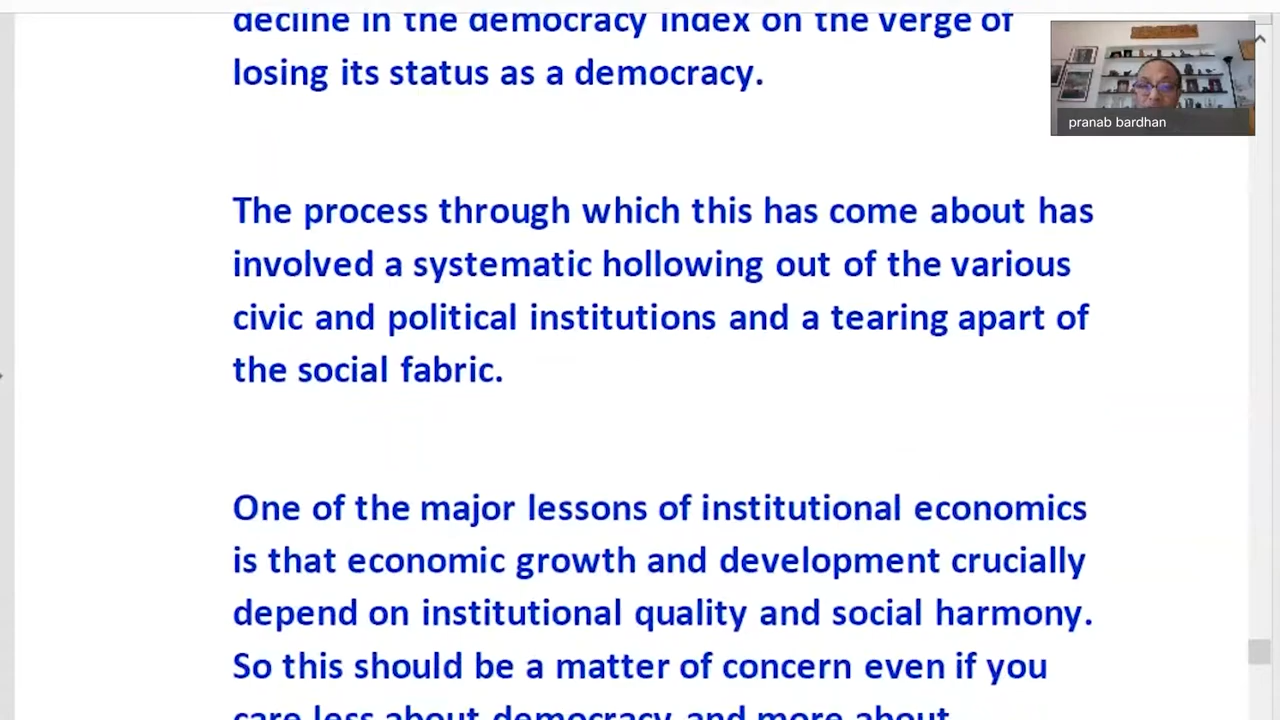 decline in the democracy index on the verge of
losing its status as a democracy.
pranab bardhan
The process through which this has come about has
involved a systematic hollowing out of the various
civic and political institutions and a tearing apart of
the social fabric.
One of the major lessons of institutional economics
is that economic growth and development crucially
depend on institutional quality and social harmony.
So this should be a matter of concern even if you
care less about democracy and more about